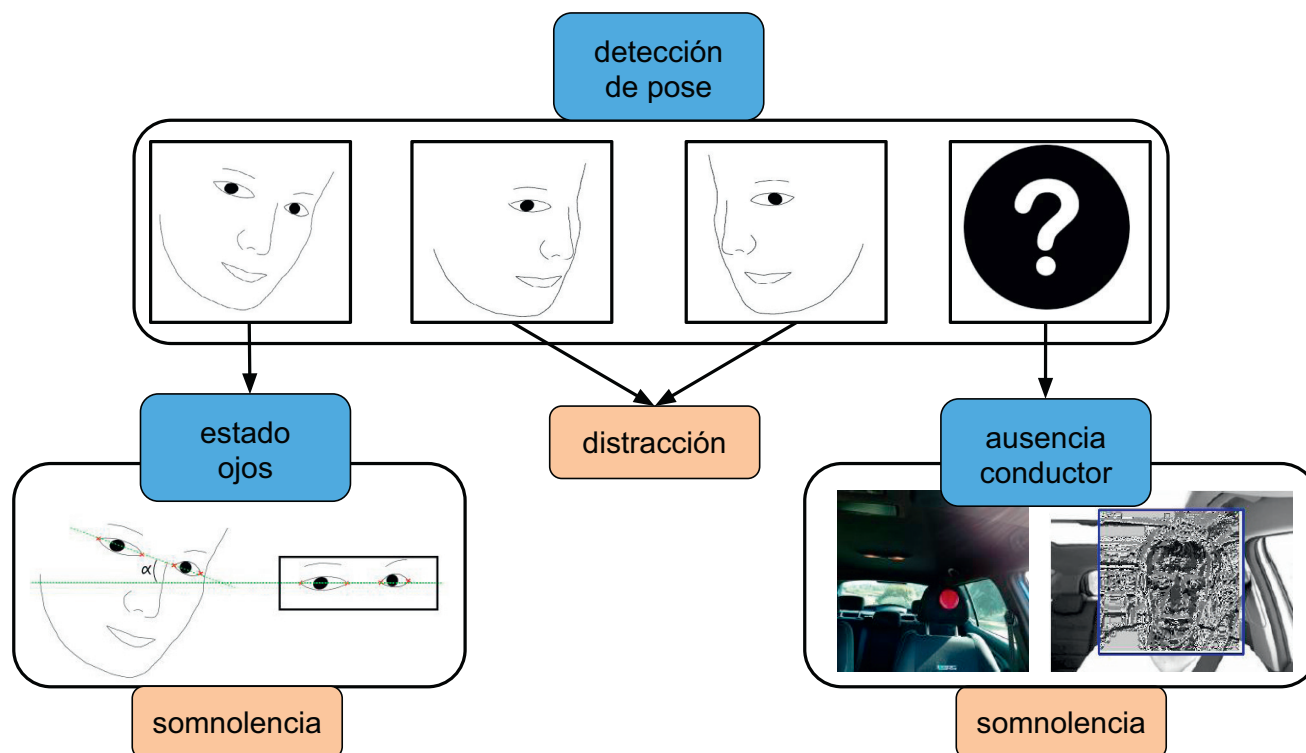 detección
de pose
?
estado
ojos
distracción
ausencia
conductor
α
somnolencia
somnolencia